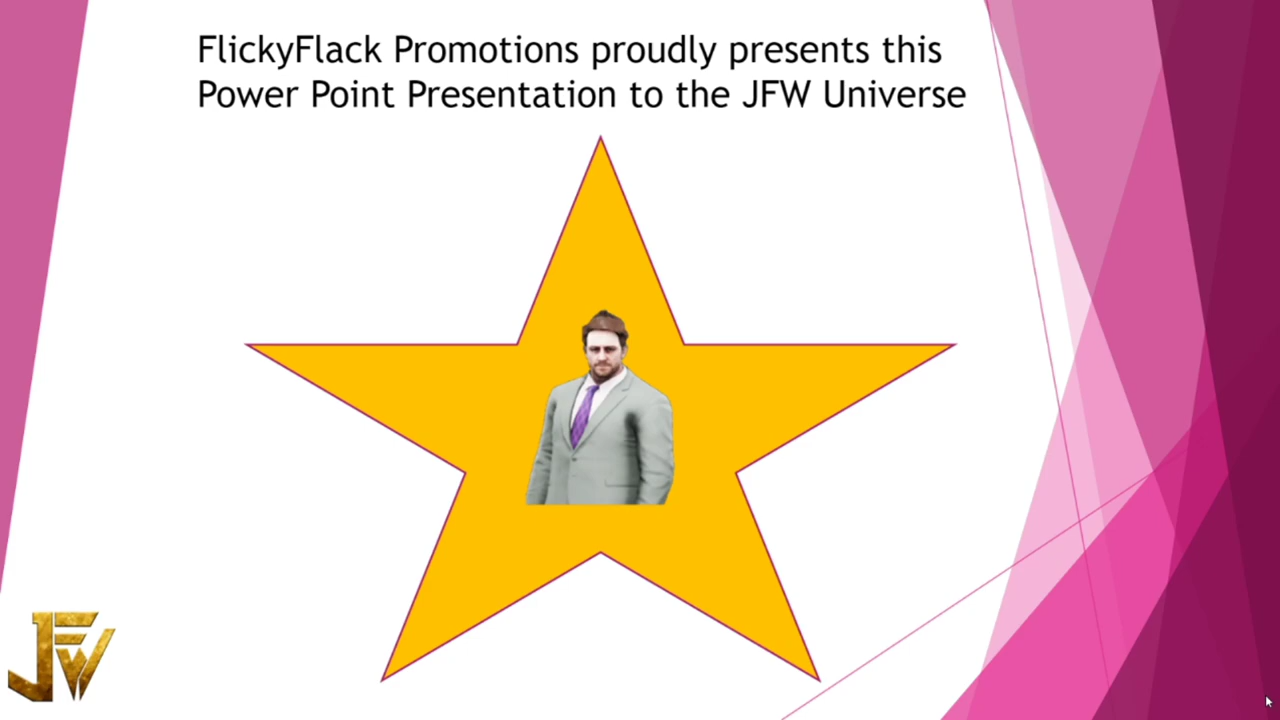 FlickyFlack Promotions proudly presents this
Power Point Presentation to the JFW Universe
JFW